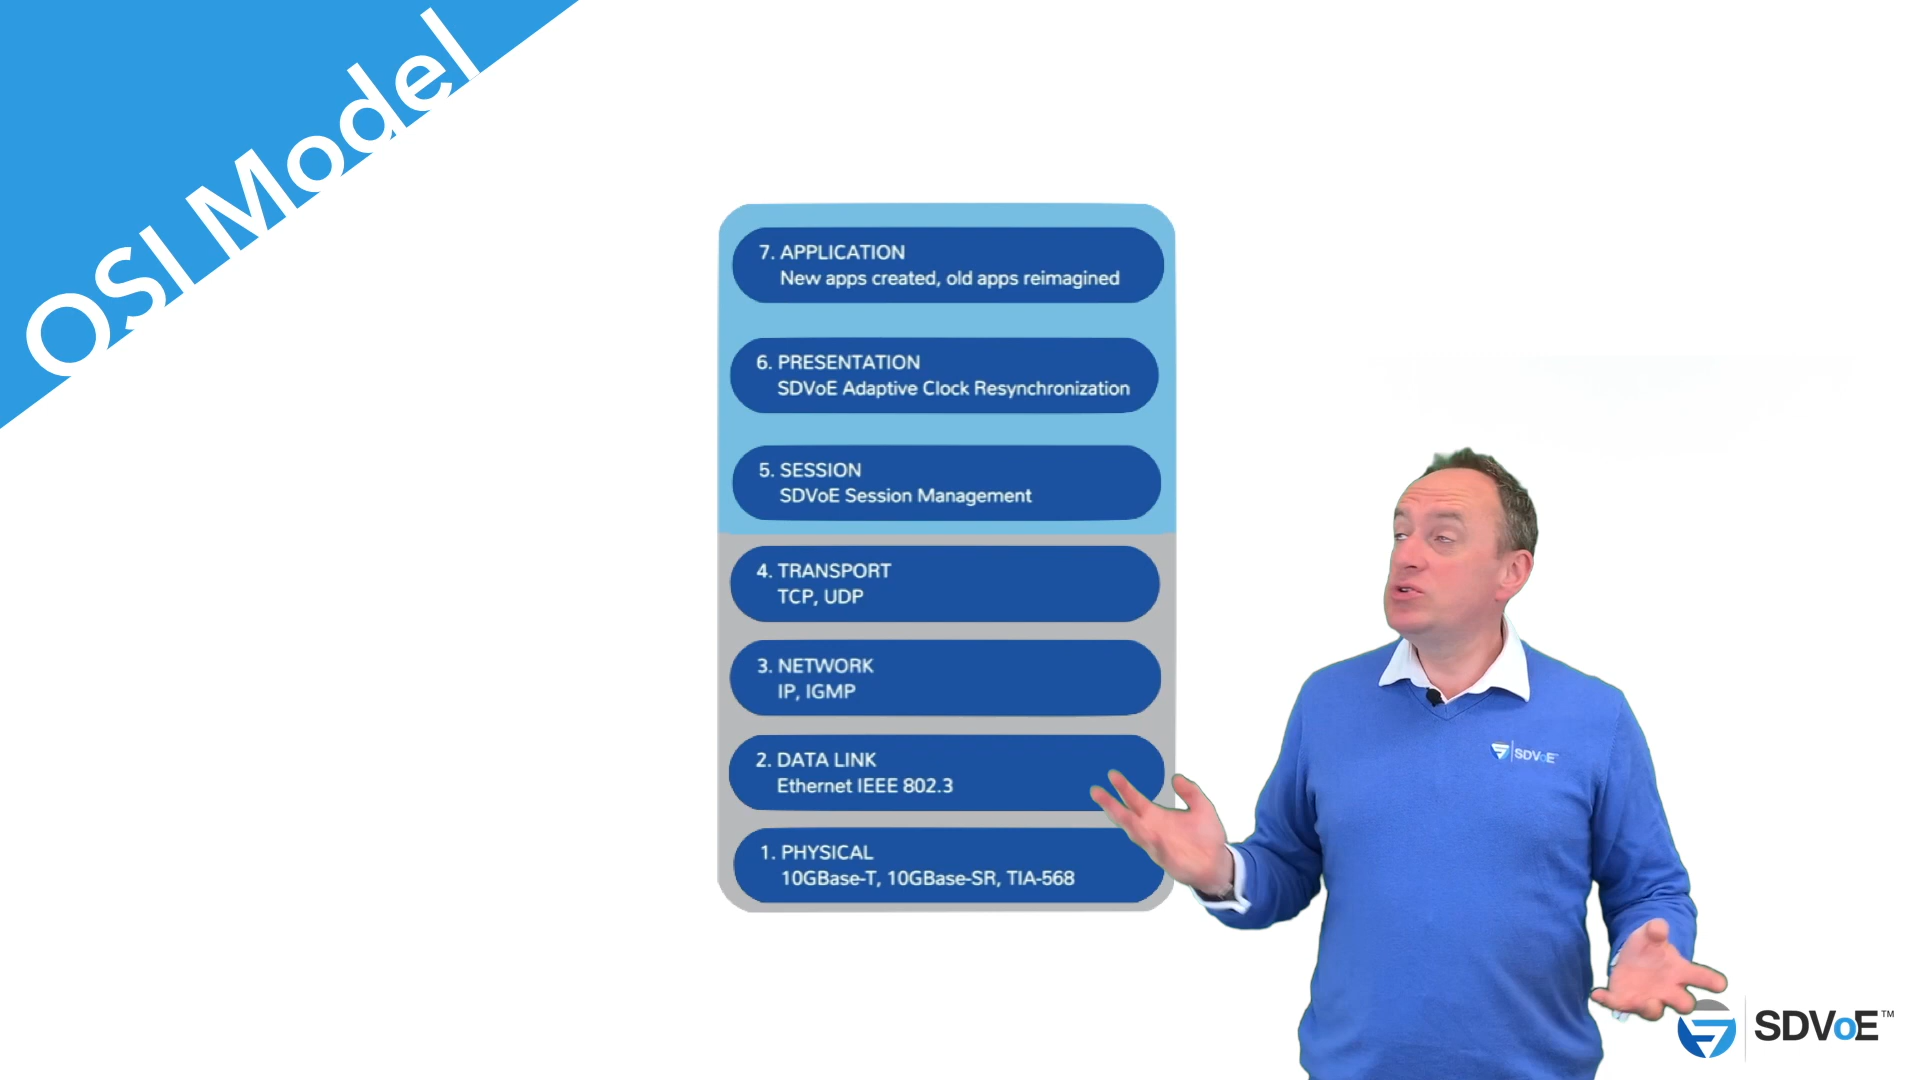 OSI Model
7. APPLICATION
New apps created, old apps reimagined
6. PRESENTATION
SDVoE Adaptive Clock Resynchronization
5. SESSION
SDVoE Session Management
4. TRANSPORT
TCP, UDP
3. NETWORK
IP, IGMP
2. DATA LINK
Ethernet IEEE 802.3
1. PHYSICAL
10GBase-T, 10GBase-SR, TIA-568
SDVoE
SDVoE™